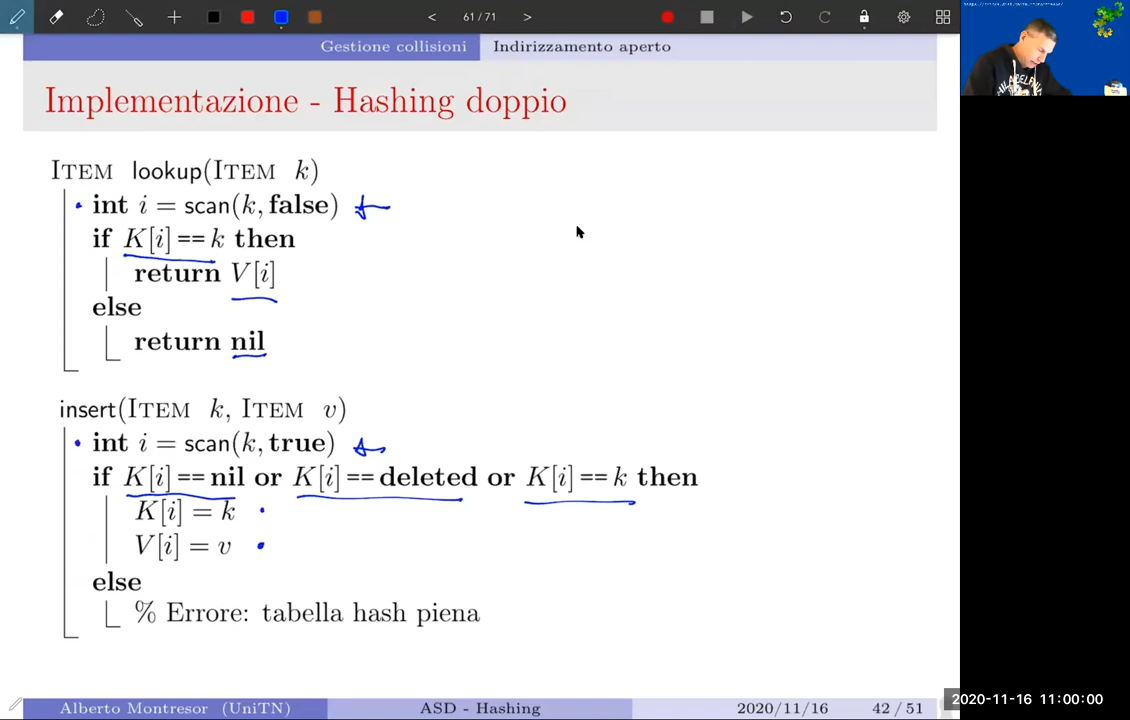 61 / 71
Gestione collisioni Indirizzamento aperto
Implementazione - Hashing doppio
ITEM lookup(ITEM k)
int i = scan(k, false)
if K[i] == k then
return V[i]
else
return nil
insert(ITEM k, ITEM v)
int i = scan(k, true)
if K[i] == nil or K[i] == deleted or K[i] == k then
K[i] = k
V[i] = v
else
% Errore: tabella hash piena
Alberto Montresor (UniTN) ASD - Hashing 2020/11/16 42 / 51
2020-11-16 11:00:00